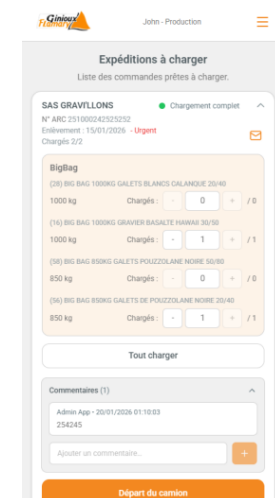 Ginioux
Flamary
John - Production
Expéditions à charger
Liste des commandes prêtes à charger.
SAS GRAVILLONS
Chargement complet
N° ARC 251000242525252
Enlèvement : 15/01/2026 - Urgent
Chargés 2/2
BigBag
(28) BIG BAG 1000KG GALETS BLANCS CALANQUE 20/40
1000 kg Chargés : - 0 + / 0
(16) BIG BAG 1000KG GRAVIER BASALTE HAWAII 30/50
1000 kg Chargés : - 1 + / 1
(58) BIG BAG 850KG GALETS POUZZOLANE NOIRE 50/80
850 kg Chargés : - 0 + / 0
(56) BIG BAG 850KG GALETS DE POUZZOLANE NOIRE 20/40
850 kg Chargés : - 1 + / 1
Tout charger
Commentaires (1)
Admin App - 20/01/2026 01:10:03
254245
Ajouter un commentaire..
+
Départ du camion